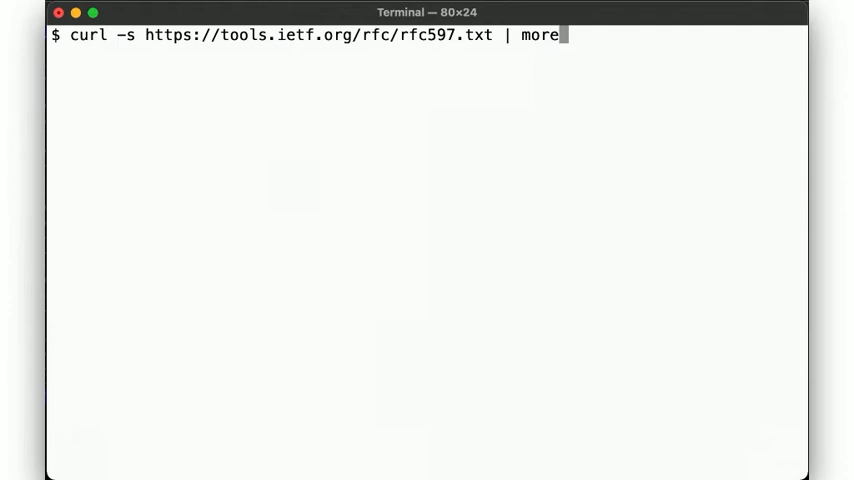 Terminal — 80×24
$ curl -s https://tools.ietf.org/rfc/rfc597.txt | more